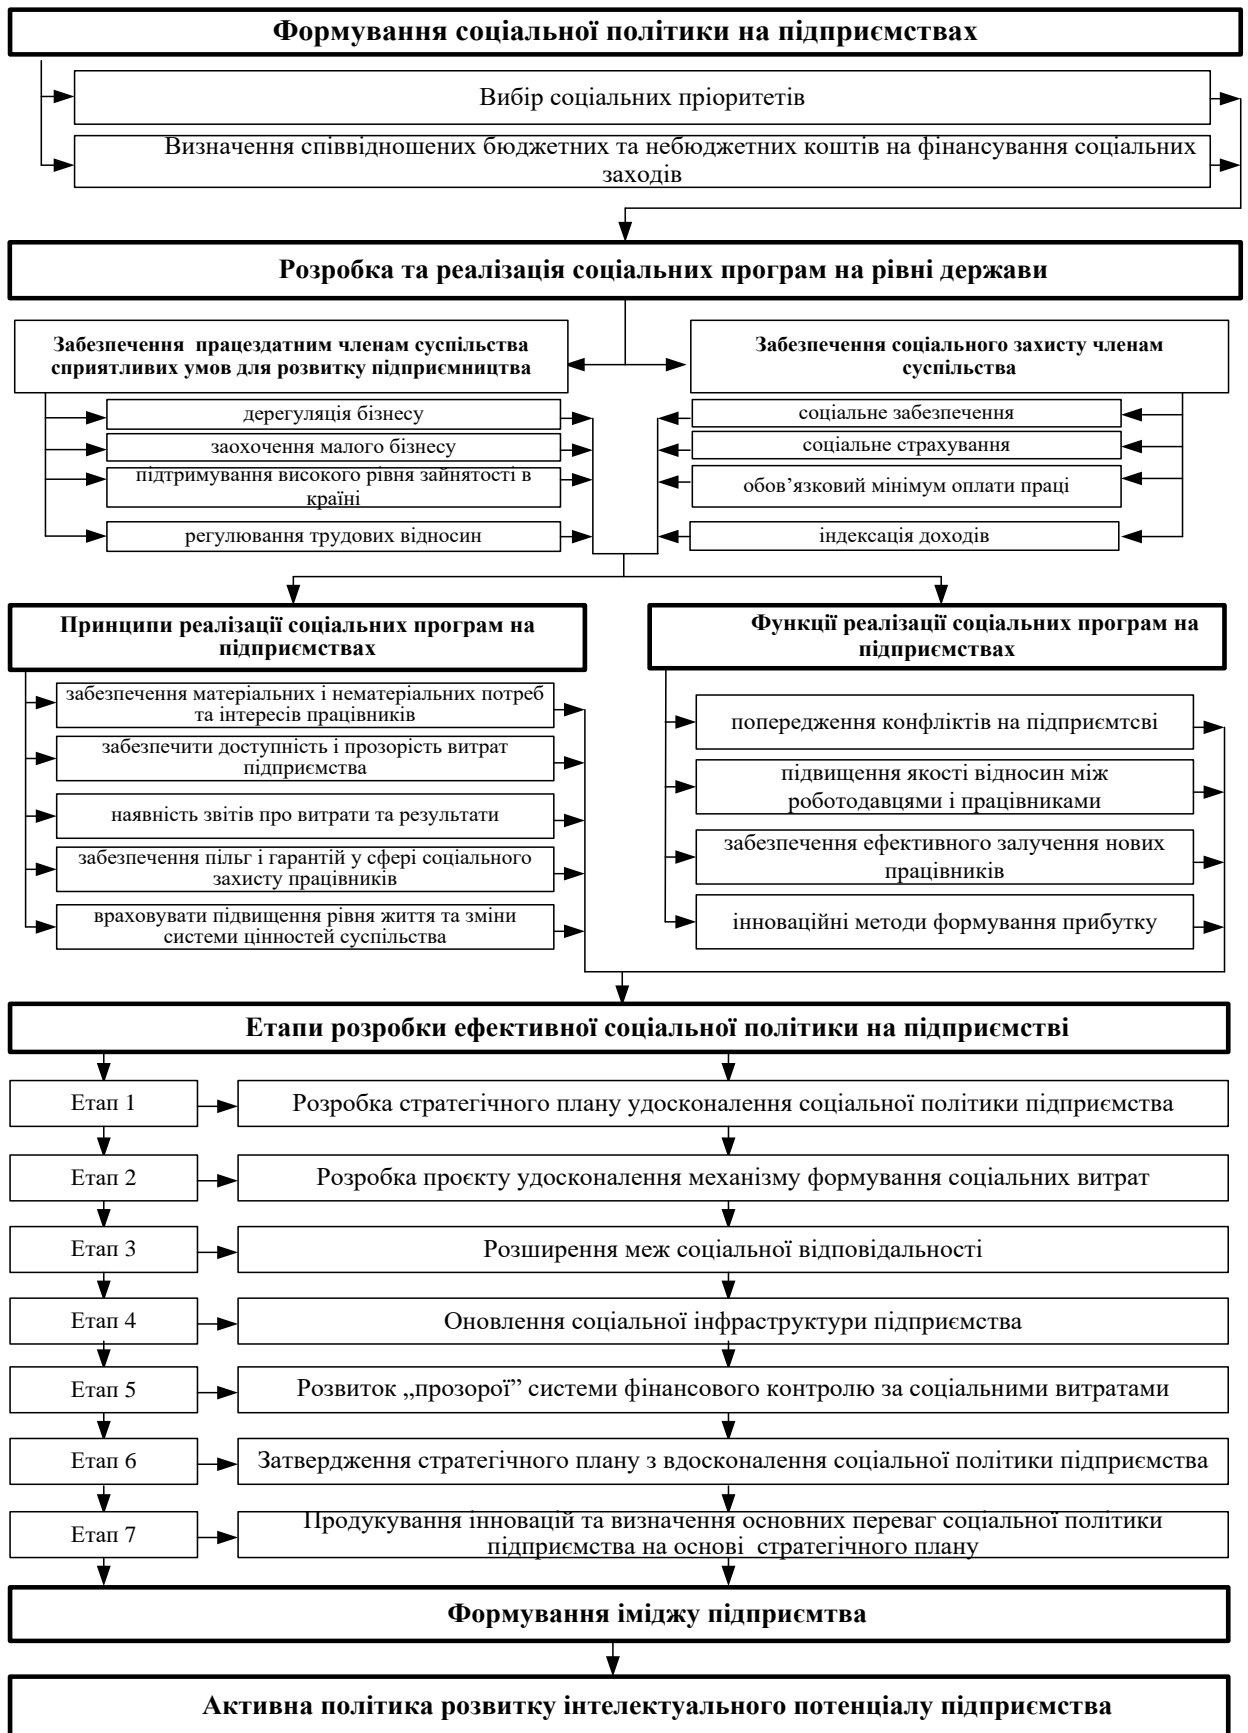 Формування соціальної політики на підприємствах
Вибір соціальних пріоритетів
Визначення співвідношених бюджетних та небюджетних коштів на фінансування соціальних
заходів
Розробка та реалізація соціальних програм на рівні держави
Забезпечення працездатним членам суспільства
сприятливих умов для розвитку підприємництва
дерегуляція бізнесу
заохочення малого бізнесу
підтримування високого рівня зайнятості в
країні
регулювання трудових відносин
Забезпечення соціального захисту членам
суспільства
соціальне забезпечення
соціальне страхування
обов’язковий мінімум оплати праці
індексація доходів
Принципи реалізації соціальних програм на
підприємствах
забезпечення матеріальних і нематеріальних потреб
та інтересів працівників
забезпечити доступність і прозорість витрат
підприємства
наявність звітів про витрати та результати
забезпечення пільг і гарантій у сфері соціального
захисту працівників
враховувати підвищення рівня життя та зміни
системи цінностей суспільства
Функції реалізації соціальних програм на
підприємствах
попередження конфліктів на підприємтсві
підвищення якості відносин між
роботодавцями і працівниками
забезпечення ефективного залучення нових
працівників
інноваційні методи формування прибутку
Етапи розробки ефективної соціальної політики на підприємстві
Етап 1
Розробка стратегічного плану удосконалення соціальної політики підприємства
Етап 2
Розробка проєкту удосконалення механізму формування соціальних витрат
Етап 3
Розширення меж соціальної відповідальності
Етап 4
Оновлення соціальної інфраструктури підприємства
Етап 5
Розвиток „прозорої” системи фінансового контролю за соціальними витратами
Етап 6
Затвердження стратегічного плану з вдосконалення соціальної політики підприємства
Етап 7
Продукування інновацій та визначення основних переваг соціальної політики
підприємства на основі стратегічного плану
Формування іміджу підприємтва
Активна політика розвитку інтелектуального потенціалу підприємства